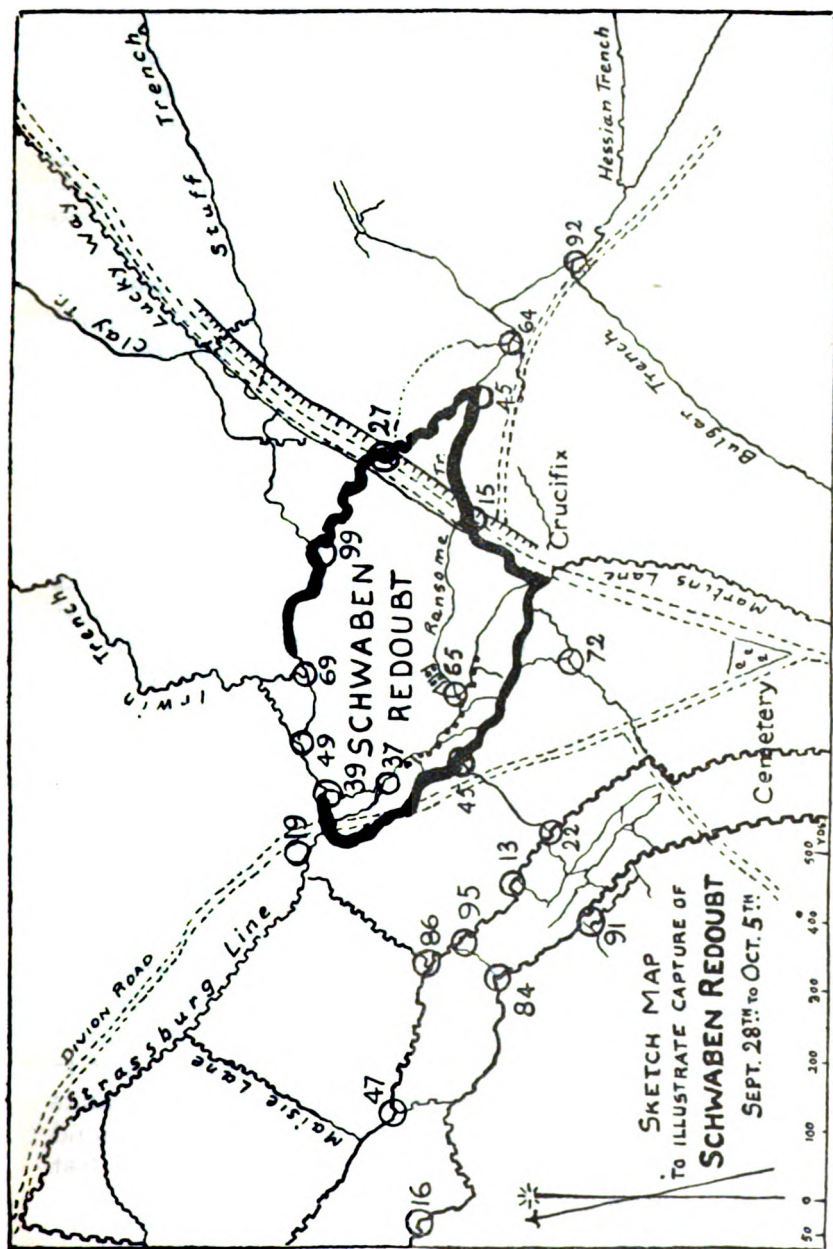 Trench
Stuff
Lucky Way
Clay Tr.
Hessian Trench
92
64
45
27
Tr.
15
Bulgar Trench
Crucifix
99
Ransome
SCHWABEN
REDOUBT
Martins Lane
Trench
Irwin
69
65
72
49
39
37
45
Cemetery
19
13
22
DIVION ROAD
Strassburg Line
86
95
84
91
Maisie Lane
47
16
SKETCH MAP
TO ILLUSTRATE CAPTURE OF
SCHWABEN REDOUBT
SEPT. 28TH TO OCT. 5TH
50 0 100 200 300 400 500 YDS